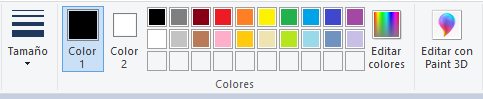 Tamaño
Color
1
Color
2
Editar
colores
Editar con
Paint 3D
Colores